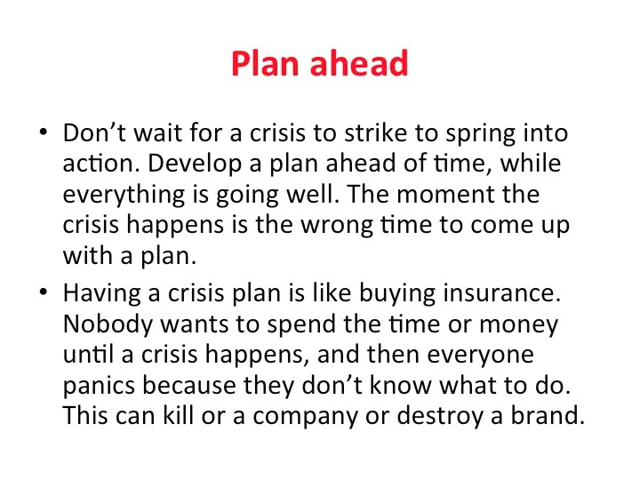 Plan ahead
• Don’t wait for a crisis to strike to spring into
action. Develop a plan ahead of time, while
everything is going well. The moment the
crisis happens is the wrong time to come up
with a plan.
• Having a crisis plan is like buying insurance.
Nobody wants to spend the time or money
until a crisis happens, and then everyone
panics because they don’t know what to do.
This can kill or a company or destroy a brand.